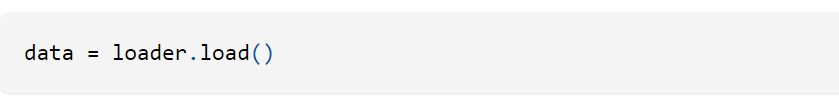 data = loader.load()